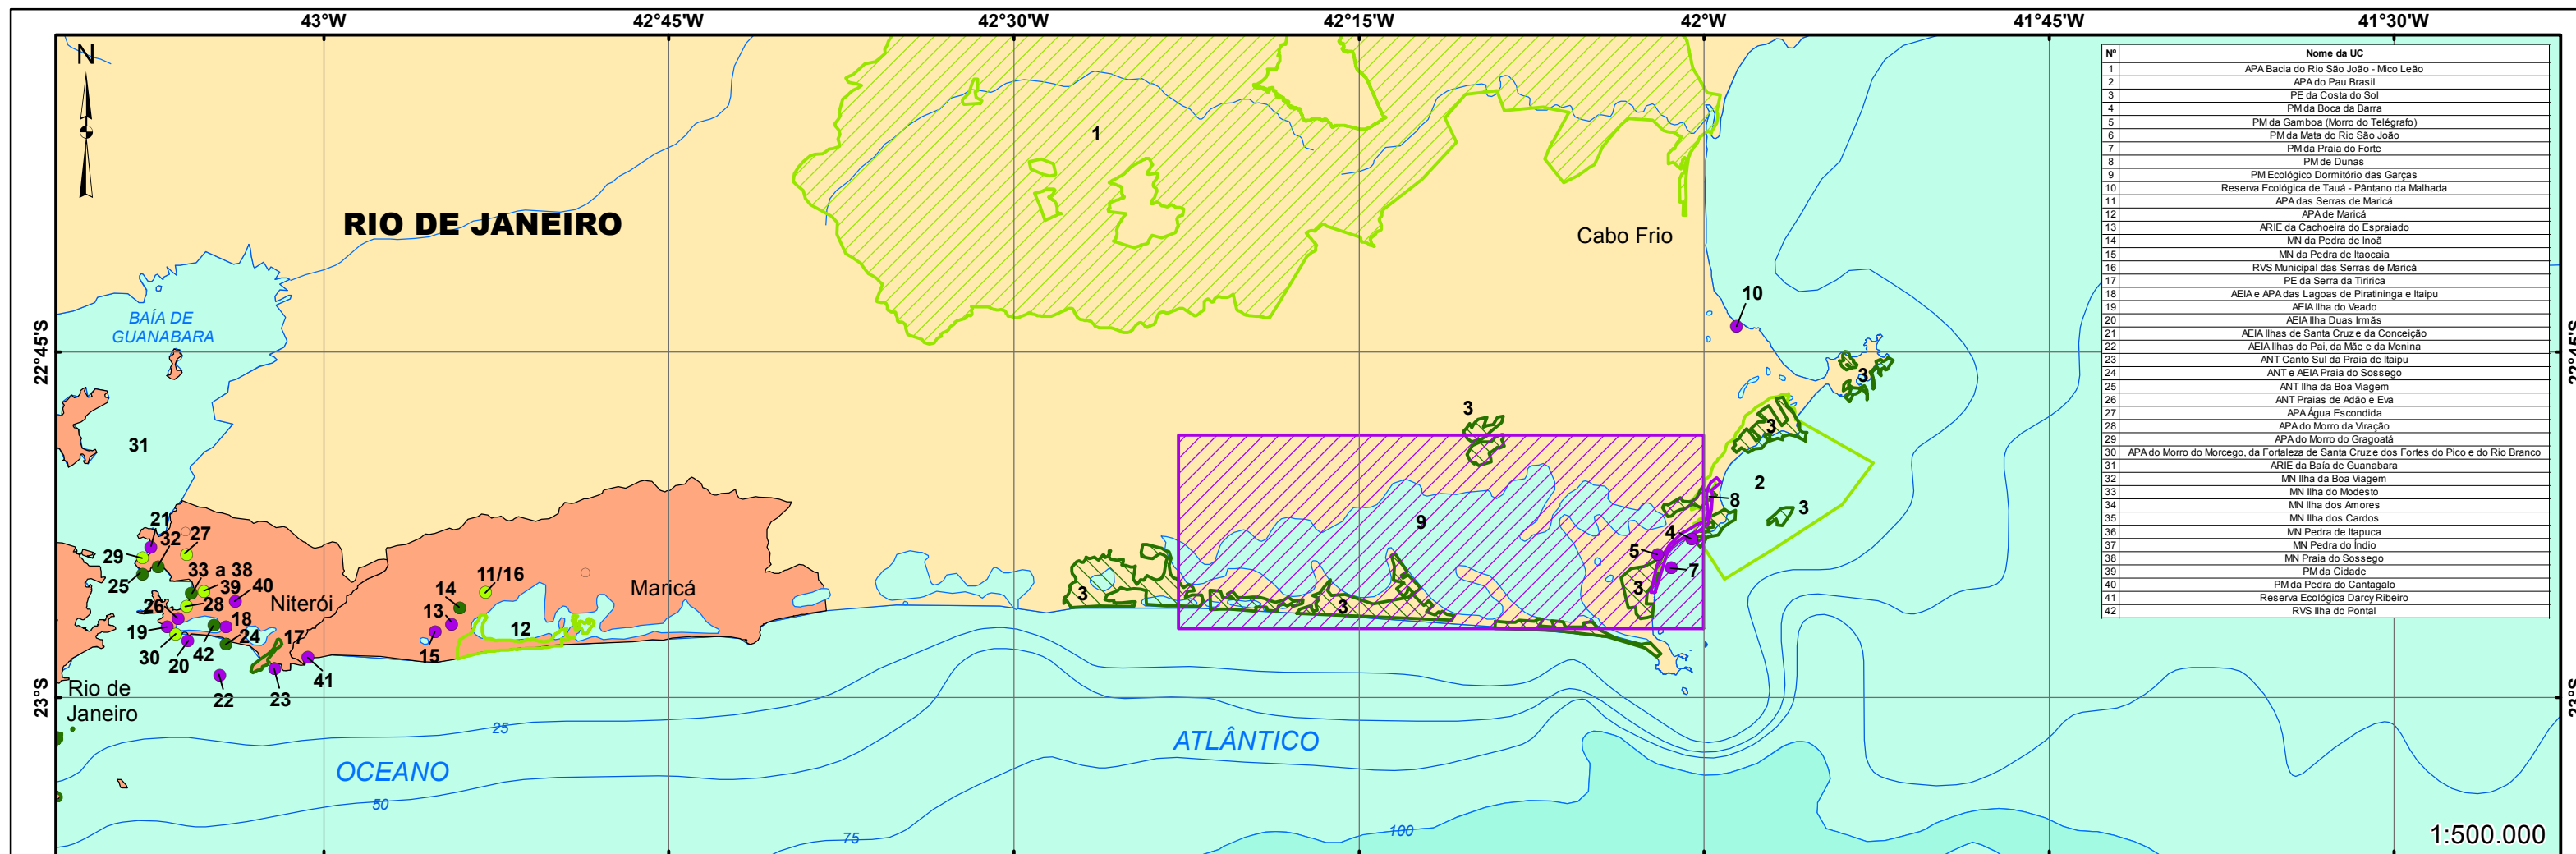 43°W 42°45'W 42°30'W 42°15'W 42°W 41°45'W 41°30'W
N
RIO DE JANEIRO
1
Cabo Frio
10
BAÍA DE
GUANABARA
22°45'S
22°45'S
31
3
3
3
2
3
8
9
4
5
7
3
21
32
27
29
25
33 a 38
39
40
26
28
Niterói
19
18
30
20
42
24
17
22
23
41
14
11/16
Maricá
13
12
15
3
3
23°S
23°S
Rio de
Janeiro
25
OCEANO
ATLÂNTICO
50
75
100
1:500.000
Nº Nome da UC
1 APA Bacia do Rio São João - Mico Leão
2 APA do Pau Brasil
3 PE da Costa do Sol
4 PM da Boca da Barra
5 PM da Gamboa (Morro do Telégrafo)
6 PM da Mata do Rio São João
7 PM da Praia do Forte
8 PM de Dunas
9 PM Ecológico Dormitório das Garças
10 Reserva Ecológica de Tauá - Pântano da Malhada
11 APA das Serras de Maricá
12 APA de Maricá
13 ARIE da Cachoeira do Espraiado
14 MN da Pedra de Inoã
15 MN da Pedra de Itaocaia
16 RVS Municipal das Serras de Maricá
17 PE da Serra da Tiririca
18 AEIA e APA das Lagoas de Piratininga e Itaipu
19 AEIA Ilha do Veado
20 AEIA Ilha Duas Irmãs
21 AEIA Ilhas de Santa Cruz e da Conceição
22 AEIA Ilhas do Pai, da Mãe e da Menina
23 ANT Canto Sul da Praia de Itaipu
24 ANT e AEIA Praia do Sossego
25 ANT Ilha da Boa Viagem
26 ANT Praias de Adão e Eva
27 APA Água Escondida
28 APA do Morro da Viração
29 APA do Morro do Gragoatá
30 APA do Morro do Morcego, da Fortaleza de Santa Cruz e dos Fortes do Pico e do Rio Branco
31 ARIE da Baía de Guanabara
32 MN Ilha da Boa Viagem
33 MN Ilha do Modesto
34 MN Ilha dos Amores
35 MN Ilha dos Cardos
36 MN Pedra de Itapuca
37 MN Pedra do Índio
38 MN Praia do Sossego
39 PM da Cidade
40 PM da Pedra do Cantagalo
41 Reserva Ecológica Darcy Ribeiro
42 RVS Ilha do Pontal